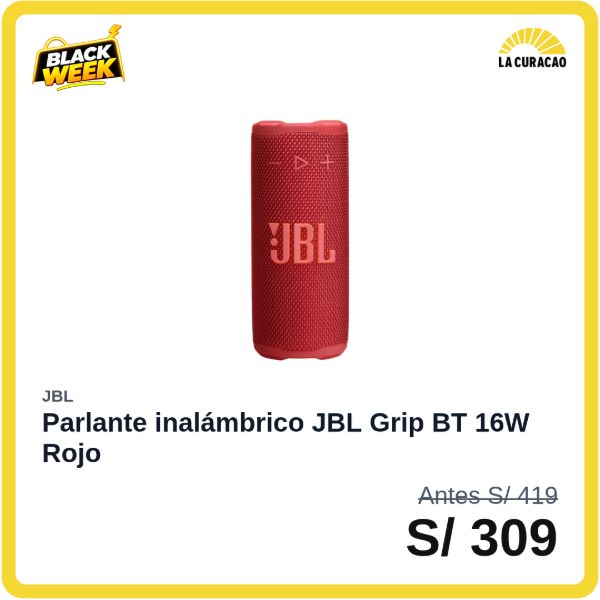 BLACK
WEEK
LA CURACAO
JBL
JBL
Parlante inalámbrico JBL Grip BT 16W
Rojo
Antes S/ 419
S/ 309